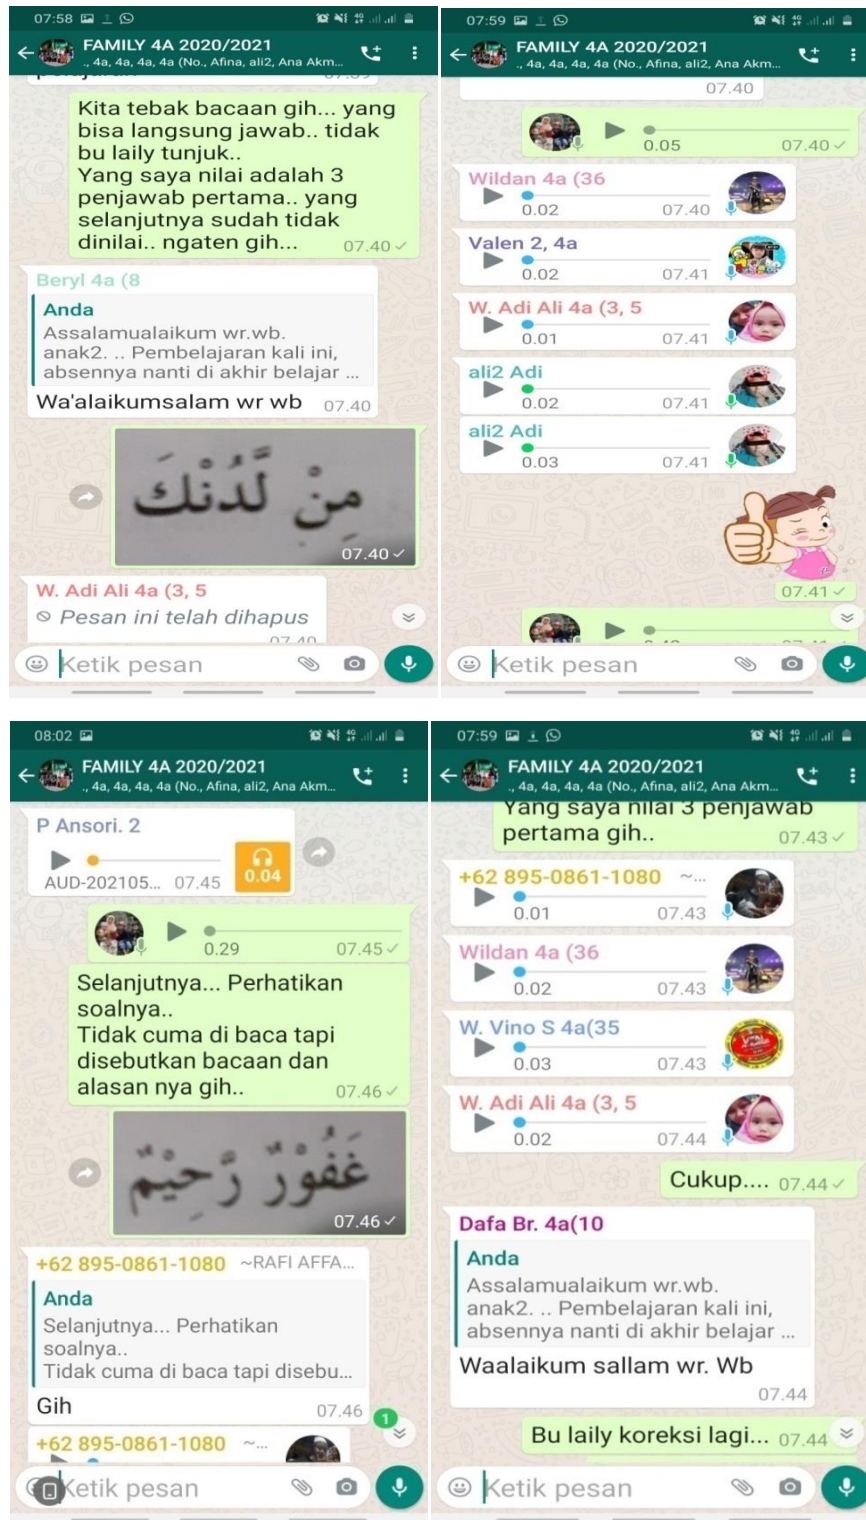 07:58
FAMILY 4A 2020/2021
., 4a, 4a, 4a, 4a (No., Afina, ali2, Ana Akm...
Kita tebak bacaan gih... yang
bisa langsung jawab.. tidak
bu laily tunjuk..
Yang saya nilai adalah 3
penjawab pertama.. yang
selanjutnya sudah tidak
dinilai.. ngaten gih... 07.40
Beryl 4a (8
Anda
Assalamualaikum wr.wb.
anak2. .. Pembelajaran kali ini,
absennya nanti di akhir belajar ...
Wa'alaikumsalam wr wb 07.40
مِنْ لَّدُنْكَ
07.40
W. Adi Ali 4a (3, 5
Pesan ini telah dihapus
07.40
Ketik pesan
07:59
FAMILY 4A 2020/2021
., 4a, 4a, 4a, 4a (No., Afina, ali2, Ana Akm...
07.40
0.05 07.40
Wildan 4a (36
0.02 07.40
Valen 2, 4a
0.02 07.41
W. Adi Ali 4a (3, 5
0.01 07.41
ali2 Adi
0.02 07.41
ali2 Adi
0.03 07.41
07.41
Ketik pesan
08:02
FAMILY 4A 2020/2021
., 4a, 4a, 4a, 4a (No., Afina, ali2, Ana Akm...
P Ansori. 2
0.04
AUD-202105... 07.45
0.29 07.45
Selanjutnya... Perhatikan
soalnya..
Tidak cuma di baca tapi
disebutkan bacaan dan
alasan nya gih.. 07.46
غَفُوْرٌ رَّحِيْمٌ
07.46
+62 895-0861-1080 ~RAFI AFFA...
Anda
Selanjutnya... Perhatikan
soalnya..
Tidak cuma di baca tapi disebu...
Gih 07.46
1
+62 895-0861-1080 ~...
Ketik pesan
07:59
FAMILY 4A 2020/2021
., 4a, 4a, 4a, 4a (No., Afina, ali2, Ana Akm...
Yang saya nilai 3 penjawab
pertama gih.. 07.43
+62 895-0861-1080 ~...
0.01 07.43
Wildan 4a (36
0.02 07.43
W. Vino S 4a(35
0.03 07.43
W. Adi Ali 4a (3, 5
0.02 07.44
Cukup.... 07.44
Dafa Br. 4a(10
Anda
Assalamualaikum wr.wb.
anak2. .. Pembelajaran kali ini,
absennya nanti di akhir belajar ...
Waalaikum sallam wr. Wb
07.44
Bu laily koreksi lagi... 07.44
Ketik pesan